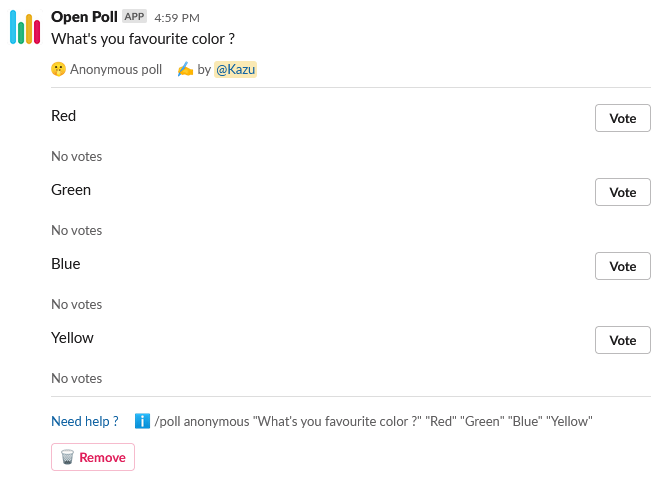 Open Poll APP 4:59 PM
What's you favourite color ?
🤫 Anonymous poll ✍️ by @Kazu
Red Vote
No votes
Green Vote
No votes
Blue Vote
No votes
Yellow Vote
No votes
Need help ? ℹ️ /poll anonymous "What's you favourite color ?" "Red" "Green" "Blue" "Yellow"
🗑️ Remove